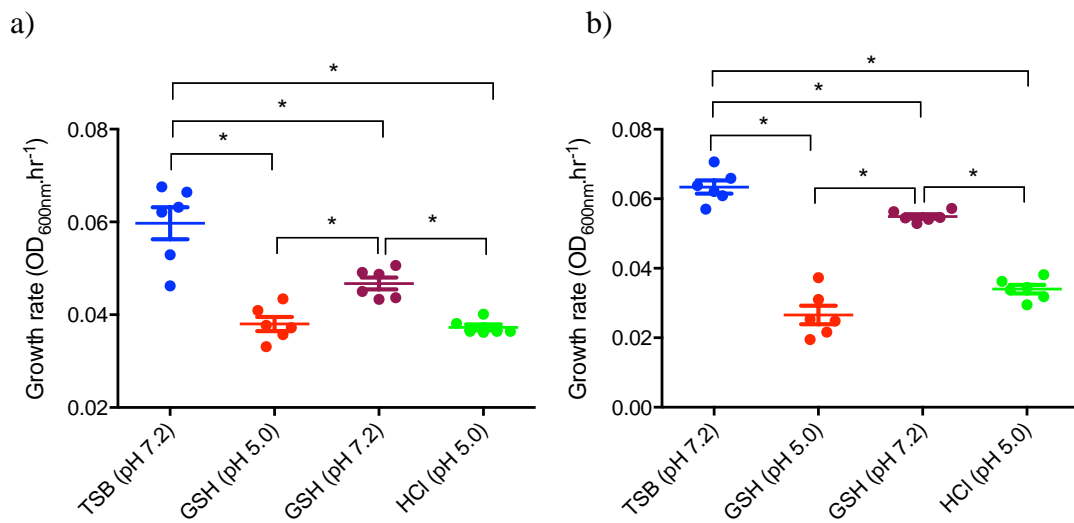 a)
*
*
*
*
*
Growth rate (OD600nm.hr-1)
0.08
0.06
0.04
0.02
TSB (pH 7.2)
GSH (pH 5.0)
GSH (pH 7.2)
HCl (pH 5.0)
b)
*
*
*
*
*
Growth rate (OD600nm.hr-1)
0.08
0.06
0.04
0.02
0.00
TSB (pH 7.2)
GSH (pH 5.0)
GSH (pH 7.2)
HCl (pH 5.0)